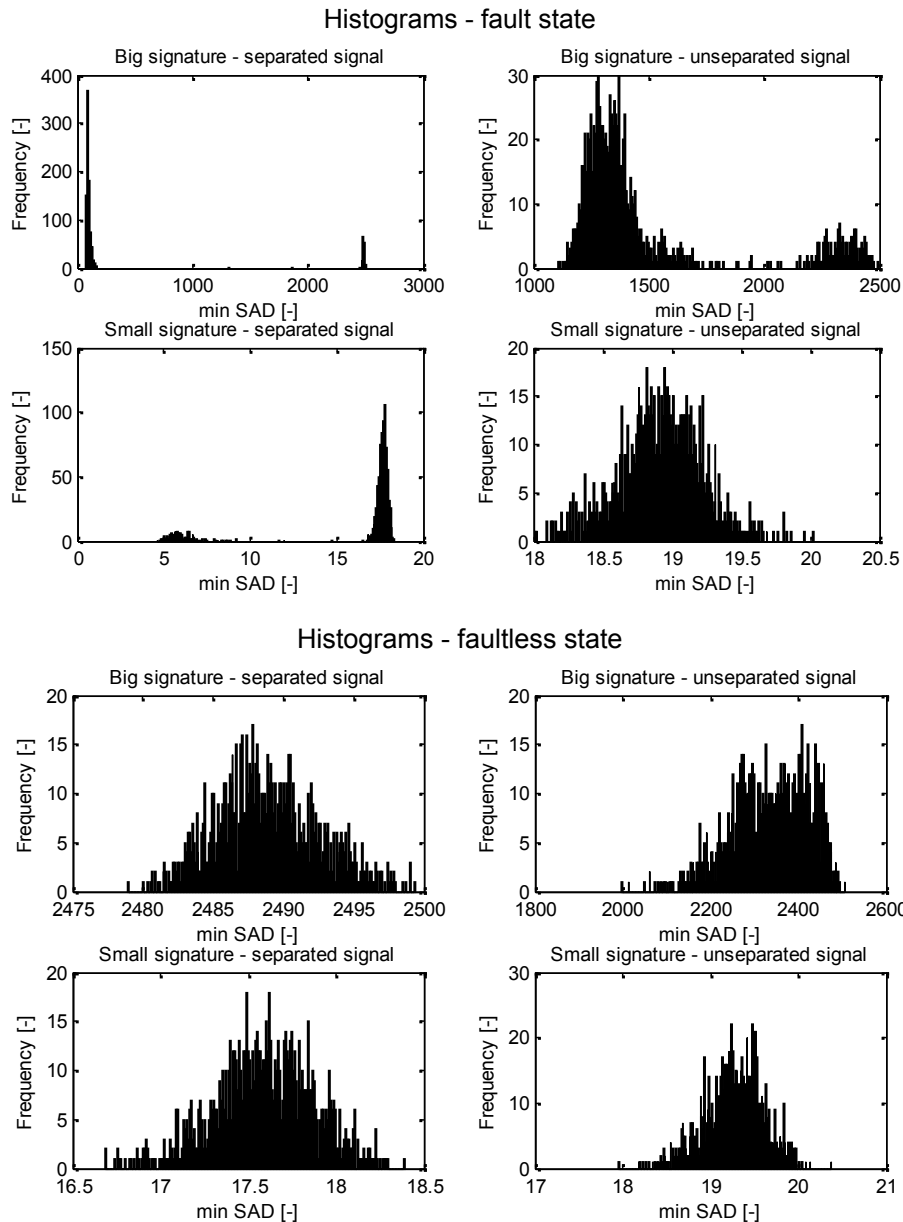 Histograms - fault state
Big signature - separated signal
400
300
200
100
0
Frequency [-]
0 1000 2000 3000
min SAD [-]
Big signature - unseparated signal
30
20
10
0
Frequency [-]
1000 1500 2000 2500
min SAD [-]
Small signature - separated signal
150
100
50
0
Frequency [-]
0 5 10 15 20
min SAD [-]
Small signature - unseparated signal
20
15
10
5
0
Frequency [-]
18 18.5 19 19.5 20 20.5
min SAD [-]
Histograms - faultless state
Big signature - separated signal
20
15
10
5
0
Frequency [-]
2475 2480 2485 2490 2495 2500
min SAD [-]
Big signature - unseparated signal
20
15
10
5
0
Frequency [-]
1800 2000 2200 2400 2600
min SAD [-]
Small signature - separated signal
20
15
10
5
0
Frequency [-]
16.5 17 17.5 18 18.5
min SAD [-]
Small signature - unseparated signal
30
20
10
0
Frequency [-]
17 18 19 20 21
min SAD [-]